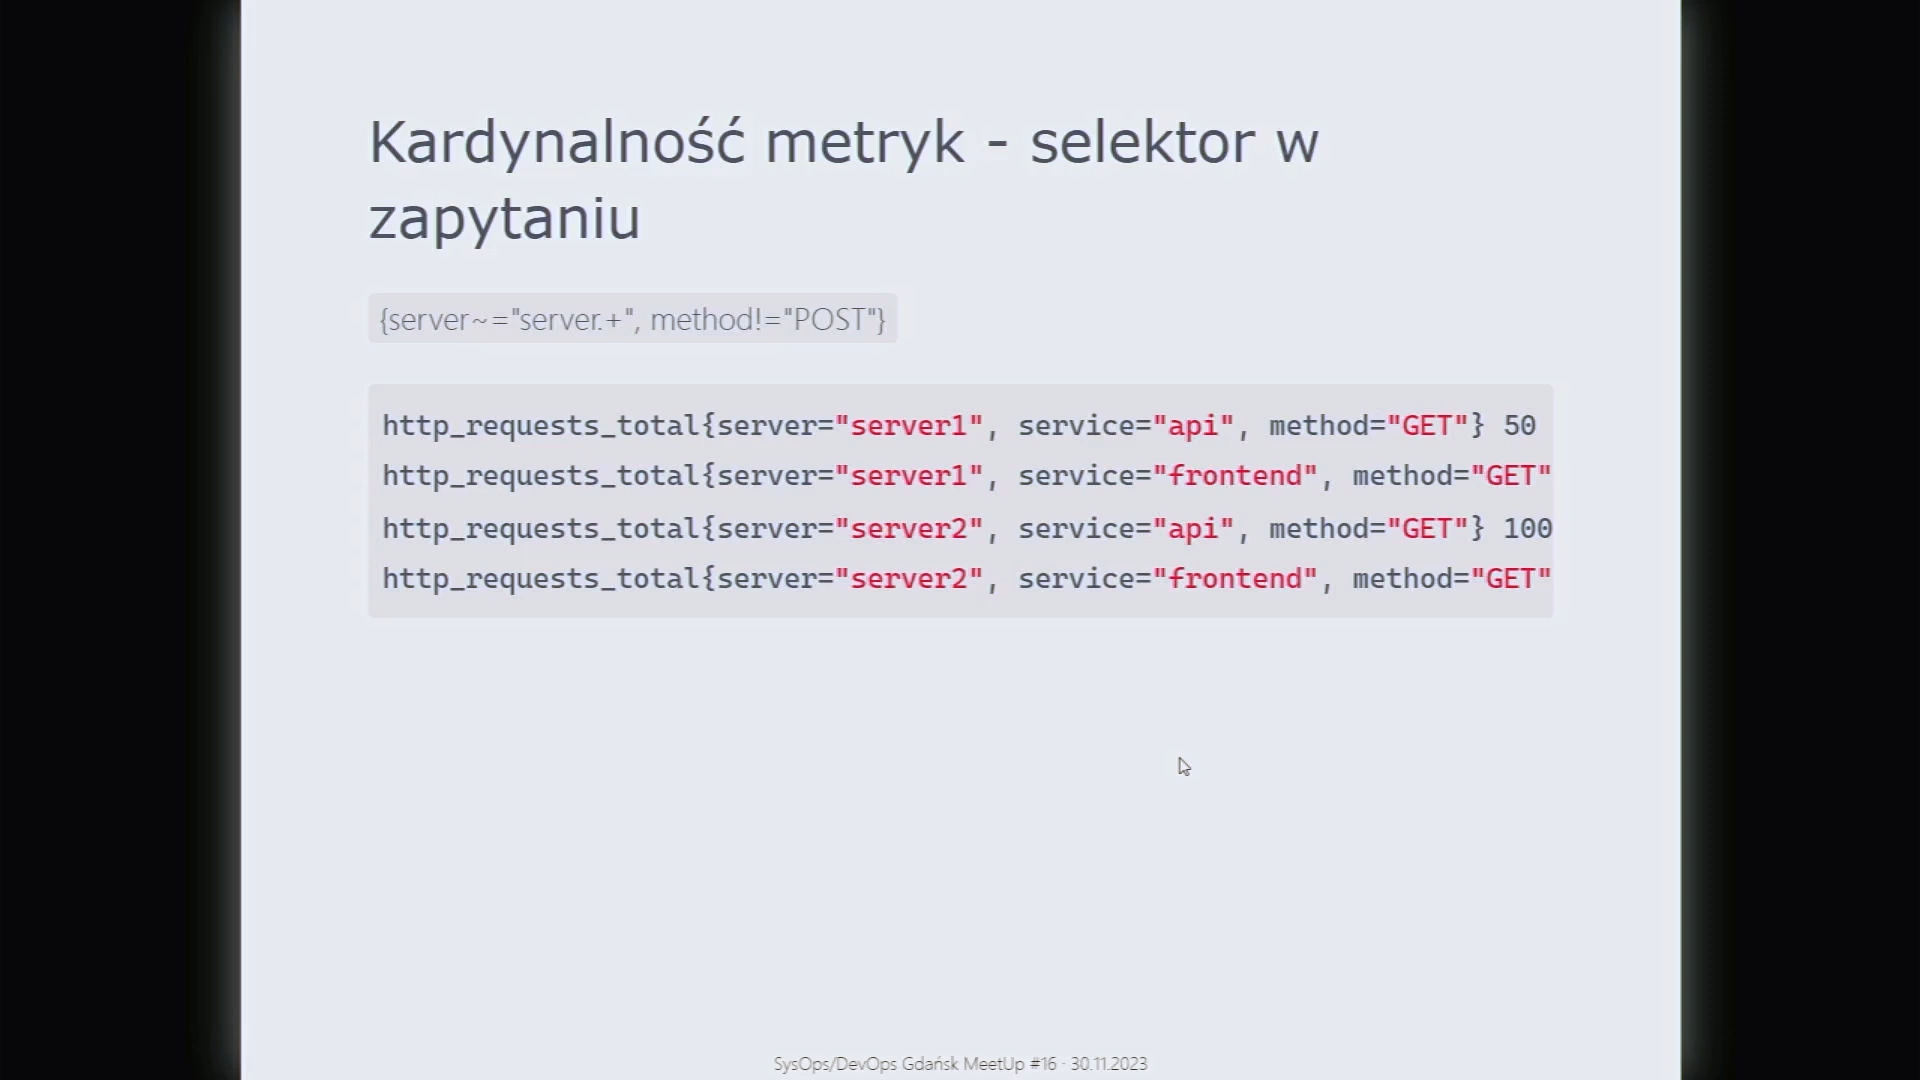 Kardynalność metryk - selektor w
zapytaniu
{server~="server.+", method!="POST"}
http_requests_total{server="server1", service="api", method="GET"} 50
http_requests_total{server="server1", service="frontend", method="GET"
http_requests_total{server="server2", service="api", method="GET"} 100
http_requests_total{server="server2", service="frontend", method="GET"
SysOps/DevOps Gdańsk MeetUp #16 · 30.11.2023